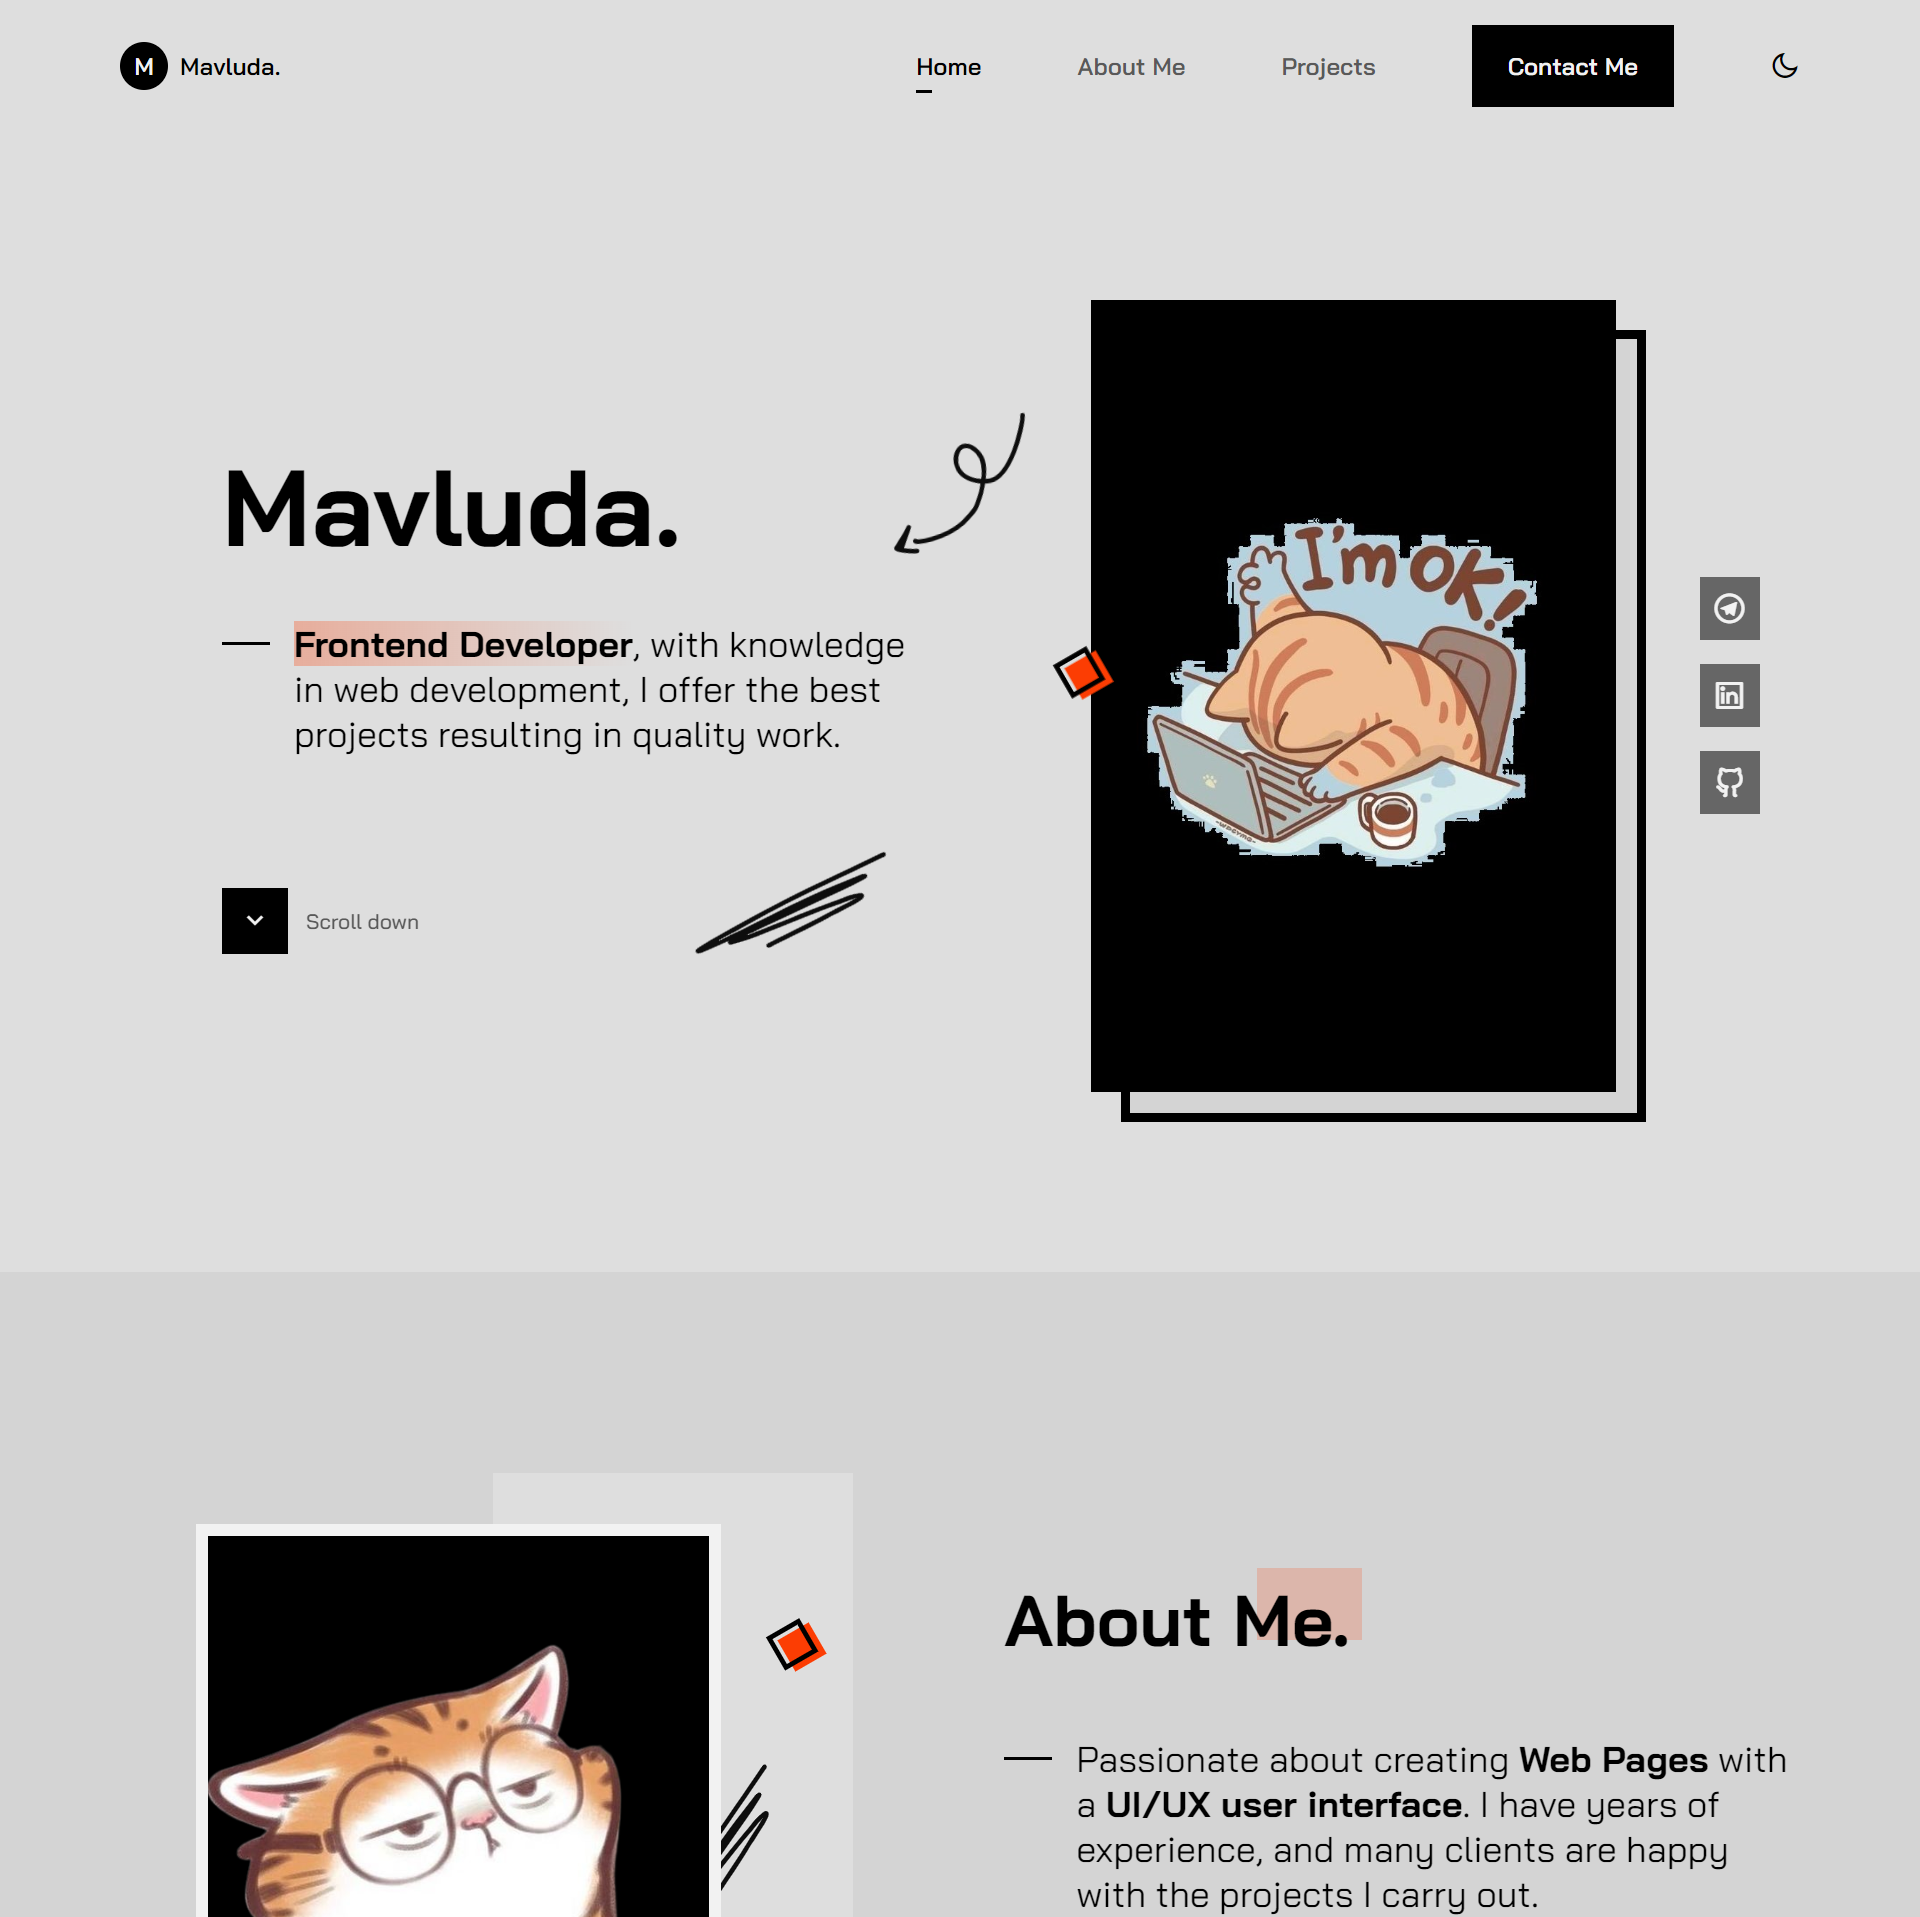 M Mavluda.
Home
About Me
Projects
Contact Me
Mavluda.
I'm OK!
Frontend Developer, with knowledge
in web development, I offer the best
projects resulting in quality work.
in
Scroll down
About Me.
Passionate about creating Web Pages with
a UI/UX user interface. I have years of
experience, and many clients are happy
with the projects I carry out.